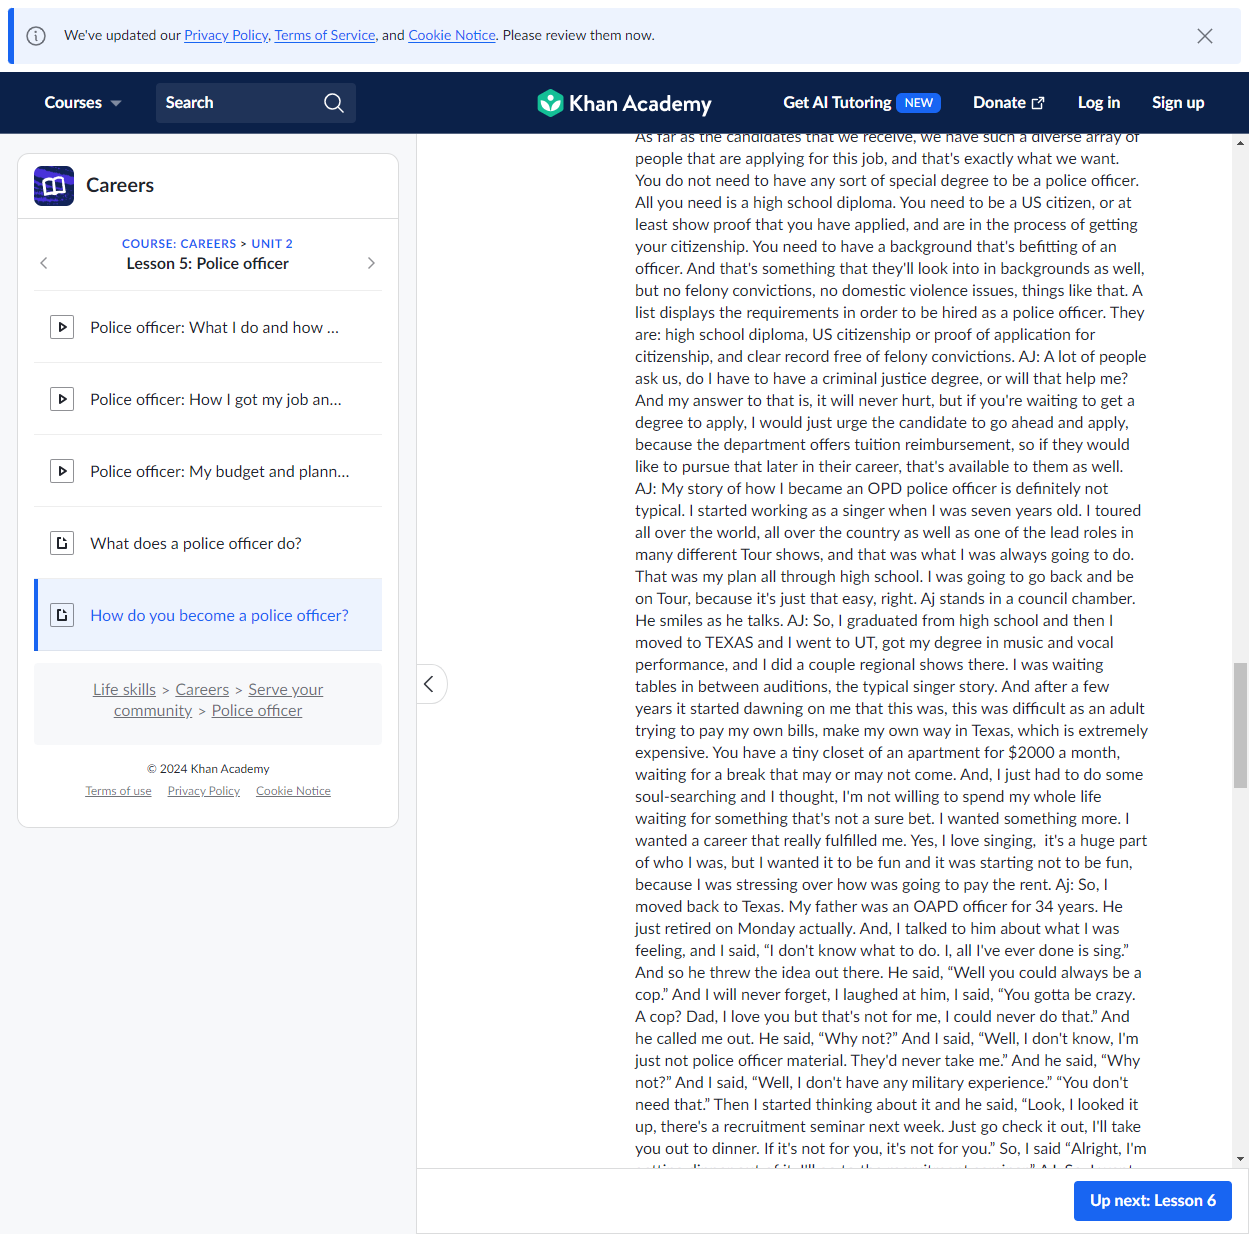 We've updated our Privacy Policy, Terms of Service, and Cookie Notice. Please review them now.
Courses
Search
Khan Academy
Get AI Tutoring NEW
Donate
Log in
Sign up
Careers
COURSE: CAREERS > UNIT 2
Lesson 5: Police officer
Police officer: What I do and how ...
Police officer: How I got my job an...
Police officer: My budget and plann...
What does a police officer do?
How do you become a police officer?
Life skills > Careers > Serve your
community > Police officer
© 2024 Khan Academy
Terms of use Privacy Policy Cookie Notice
As far as the candidates that we receive, we have such a diverse array of
people that are applying for this job, and that's exactly what we want.
You do not need to have any sort of special degree to be a police officer.
All you need is a high school diploma. You need to be a US citizen, or at
least show proof that you have applied, and are in the process of getting
your citizenship. You need to have a background that's befitting of an
officer. And that's something that they'll look into in backgrounds as well,
but no felony convictions, no domestic violence issues, things like that. A
list displays the requirements in order to be hired as a police officer. They
are: high school diploma, US citizenship or proof of application for
citizenship, and clear record free of felony convictions. AJ: A lot of people
ask us, do I have to have a criminal justice degree, or will that help me?
And my answer to that is, it will never hurt, but if you're waiting to get a
degree to apply, I would just urge the candidate to go ahead and apply,
because the department offers tuition reimbursement, so if they would
like to pursue that later in their career, that's available to them as well.
AJ: My story of how I became an OPD police officer is definitely not
typical. I started working as a singer when I was seven years old. I toured
all over the world, all over the country as well as one of the lead roles in
many different Tour shows, and that was what I was always going to do.
That was my plan all through high school. I was going to go back and be
on Tour, because it's just that easy, right. Aj stands in a council chamber.
He smiles as he talks. AJ: So, I graduated from high school and then I
moved to TEXAS and I went to UT, got my degree in music and vocal
performance, and I did a couple regional shows there. I was waiting
tables in between auditions, the typical singer story. And after a few
years it started dawning on me that this was, this was difficult as an adult
trying to pay my own bills, make my own way in Texas, which is extremely
expensive. You have a tiny closet of an apartment for $2000 a month,
waiting for a break that may or may not come. And, I just had to do some
soul-searching and I thought, I'm not willing to spend my whole life
waiting for something that's not a sure bet. I wanted something more. I
wanted a career that really fulfilled me. Yes, I love singing, it's a huge part
of who I was, but I wanted it to be fun and it was starting not to be fun,
because I was stressing over how was going to pay the rent. Aj: So, I
moved back to Texas. My father was an OAPD officer for 34 years. He
just retired on Monday actually. And, I talked to him about what I was
feeling, and I said, “I don't know what to do. I, all I've ever done is sing.”
And so he threw the idea out there. He said, “Well you could always be a
cop.” And I will never forget, I laughed at him, I said, “You gotta be crazy.
A cop? Dad, I love you but that's not for me, I could never do that.” And
he called me out. He said, “Why not?” And I said, “Well, I don't know, I'm
just not police officer material. They'd never take me.” And he said, “Why
not?” And I said, “Well, I don't have any military experience.” “You don't
need that.” Then I started thinking about it and he said, “Look, I looked it
up, there's a recruitment seminar next week. Just go check it out, I'll take
you out to dinner. If it's not for you, it's not for you.” So, I said “Alright, I'm
Up next: Lesson 6